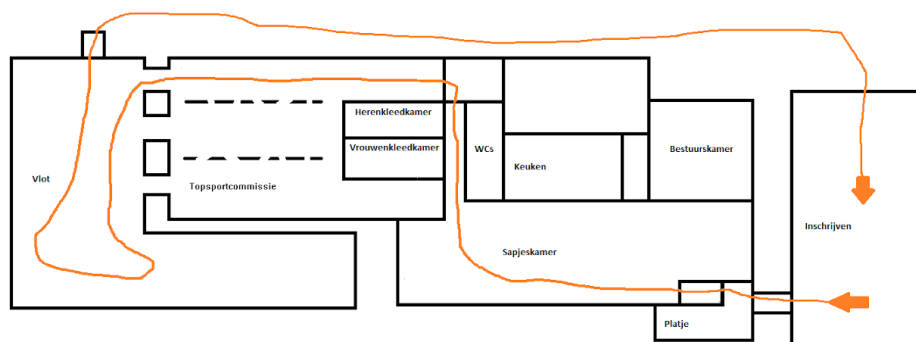 Herenkleedkamer
Vrouwenkleedkamer
WCs
Bestuurskamer
Keuken
Vlot
Topsportcommissie
Inschrijven
Sapjeskamer
Platje